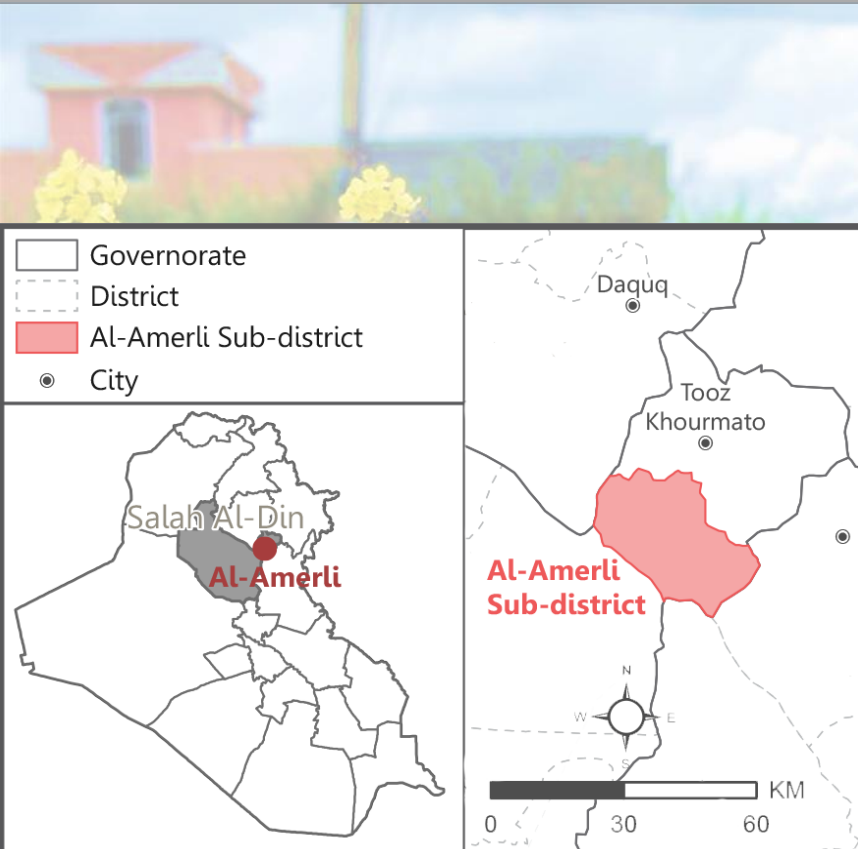 Governorate
District
Al-Amerli Sub-district
City
Salah Al-Din
Al-Amerli
Daquq
Tooz
Khourmato
Al-Amerli
Sub-district
N
W
E
S
KM
0
30
60